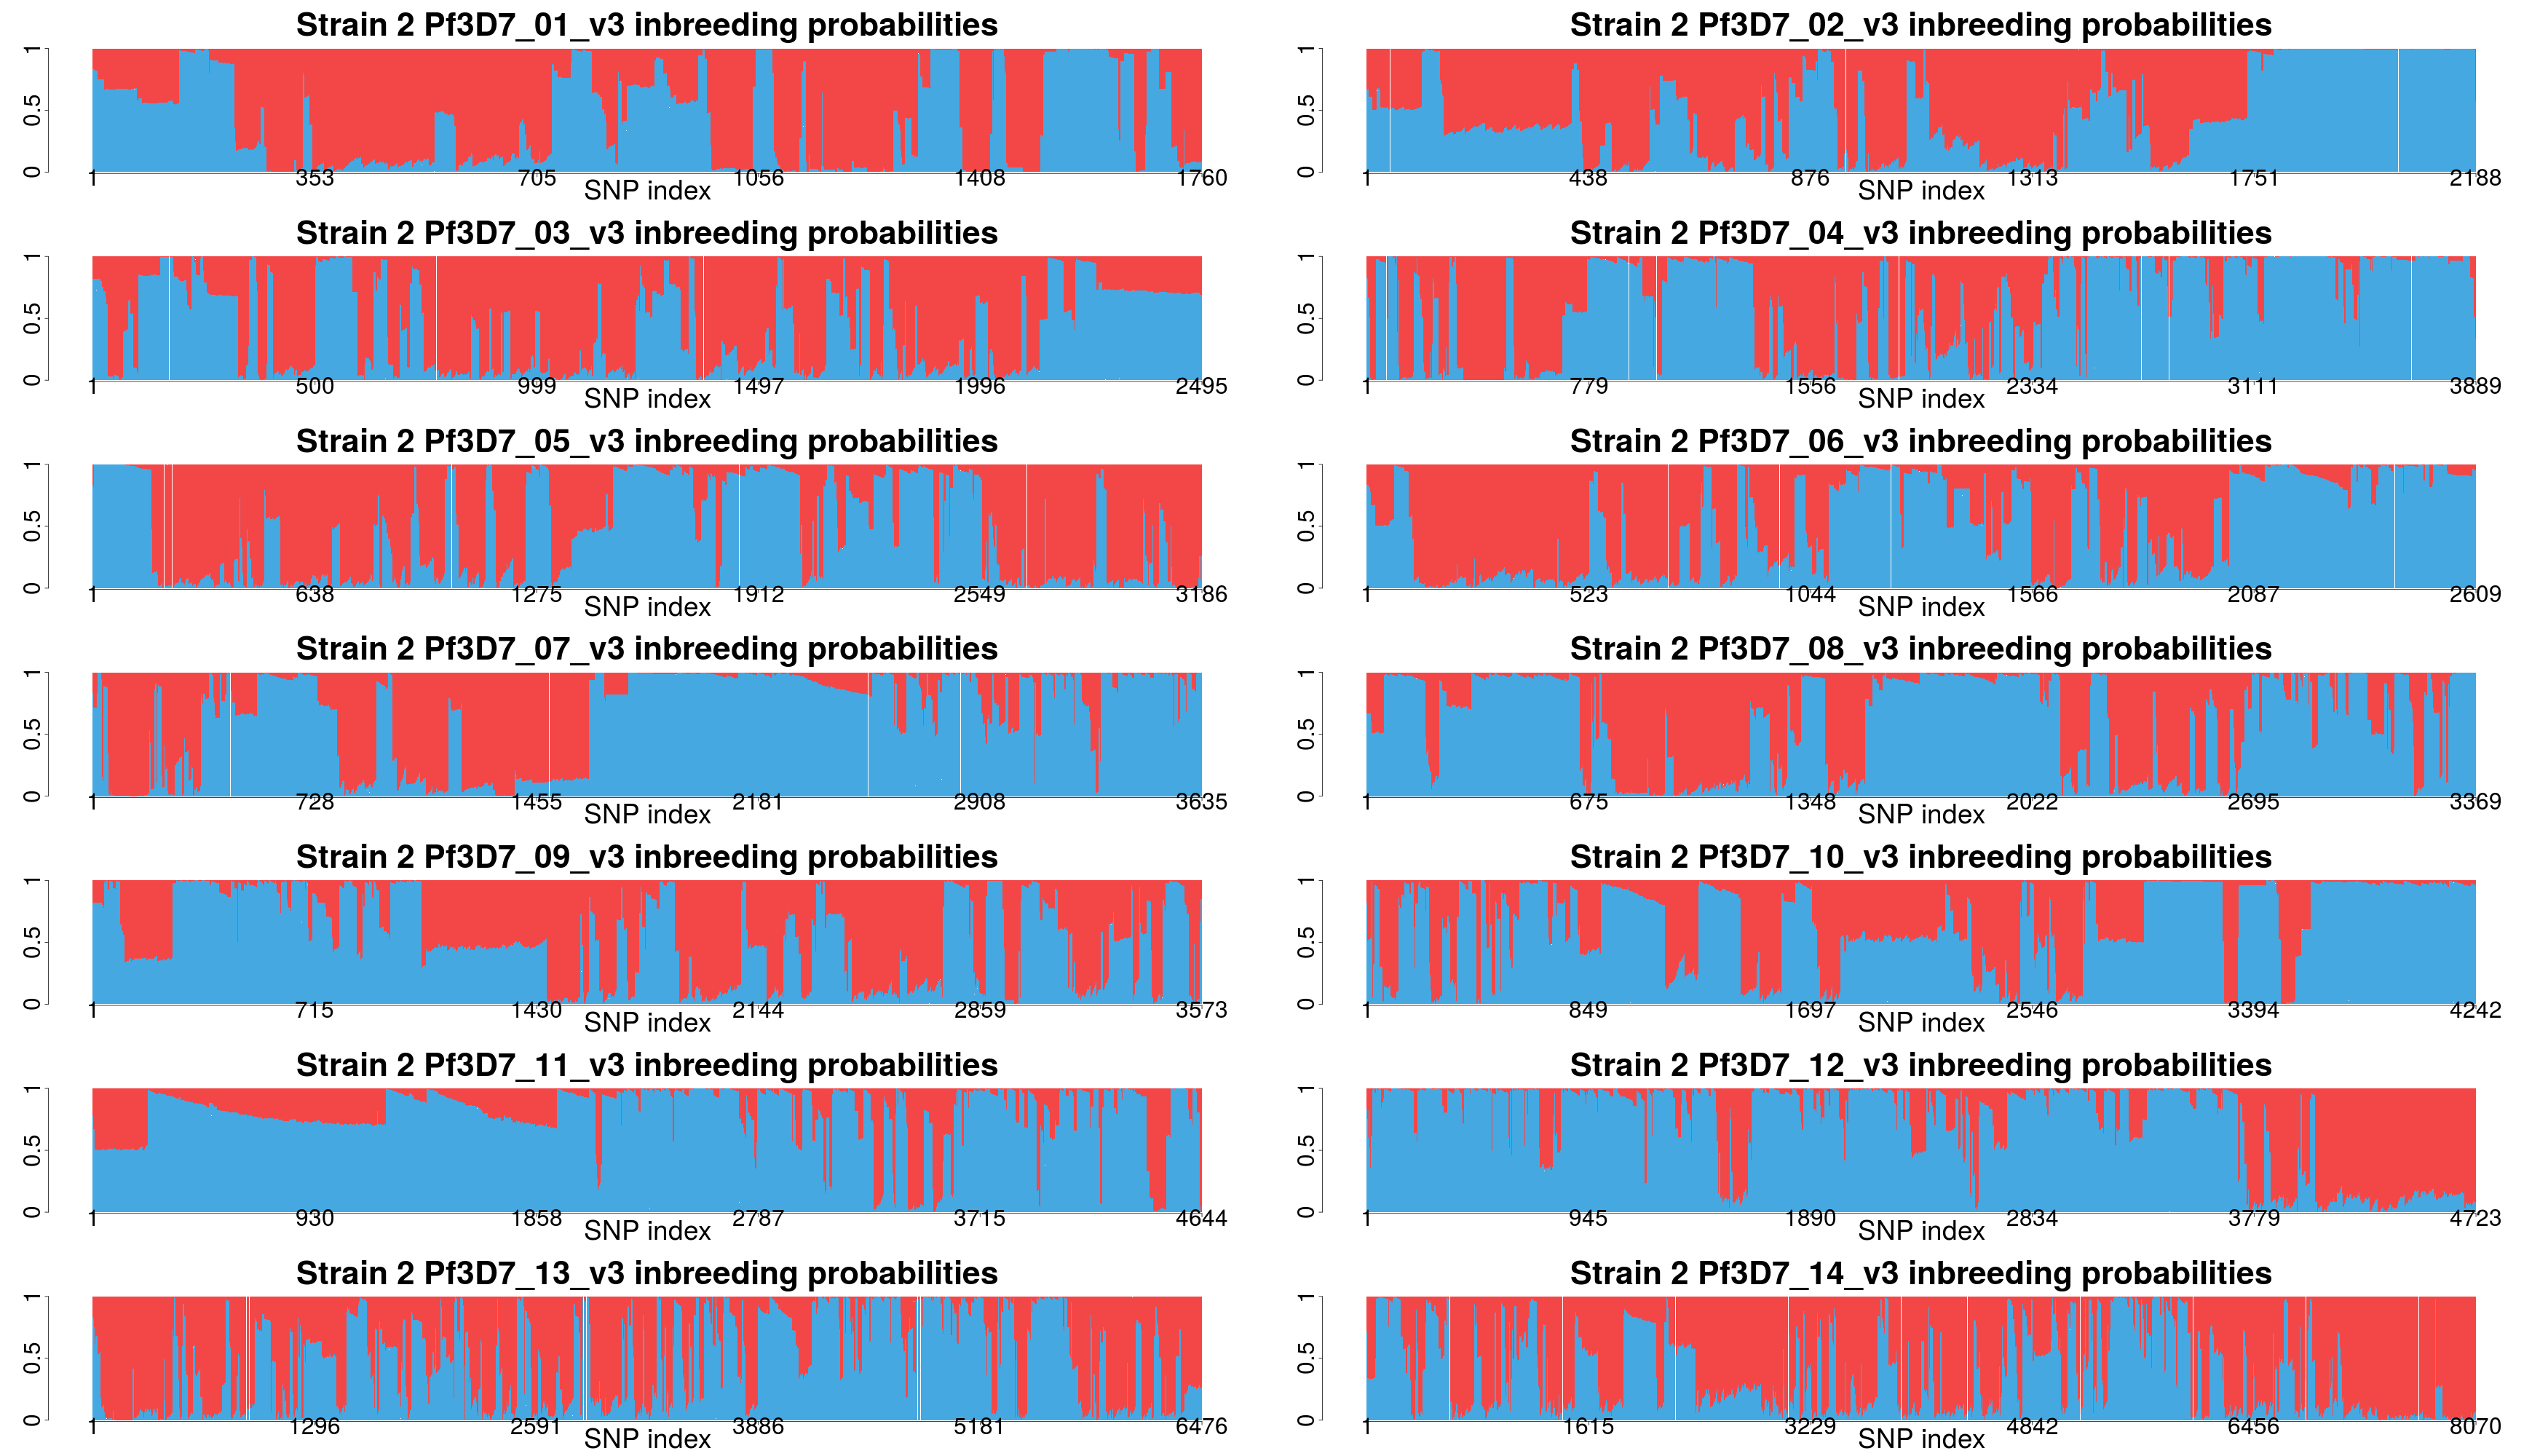 Strain 2 Pf3D7_01_v3 inbreeding probabilities
0 0.5 1
1 353 705 1056 1408 1760
SNP index
Strain 2 Pf3D7_02_v3 inbreeding probabilities
0 0.5 1
1 438 876 1313 1751 2188
SNP index
Strain 2 Pf3D7_03_v3 inbreeding probabilities
0 0.5 1
1 500 999 1497 1996 2495
SNP index
Strain 2 Pf3D7_04_v3 inbreeding probabilities
0 0.5 1
1 779 1556 2334 3111 3889
SNP index
Strain 2 Pf3D7_05_v3 inbreeding probabilities
0 0.5 1
1 638 1275 1912 2549 3186
SNP index
Strain 2 Pf3D7_06_v3 inbreeding probabilities
0 0.5 1
1 523 1044 1566 2087 2609
SNP index
Strain 2 Pf3D7_07_v3 inbreeding probabilities
0 0.5 1
1 728 1455 2181 2908 3635
SNP index
Strain 2 Pf3D7_08_v3 inbreeding probabilities
0 0.5 1
1 675 1348 2022 2695 3369
SNP index
Strain 2 Pf3D7_09_v3 inbreeding probabilities
0 0.5 1
1 715 1430 2144 2859 3573
SNP index
Strain 2 Pf3D7_10_v3 inbreeding probabilities
0 0.5 1
1 849 1697 2546 3394 4242
SNP index
Strain 2 Pf3D7_11_v3 inbreeding probabilities
0 0.5 1
1 930 1858 2787 3715 4644
SNP index
Strain 2 Pf3D7_12_v3 inbreeding probabilities
0 0.5 1
1 945 1890 2834 3779 4723
SNP index
Strain 2 Pf3D7_13_v3 inbreeding probabilities
0 0.5 1
1 1296 2591 3886 5181 6476
SNP index
Strain 2 Pf3D7_14_v3 inbreeding probabilities
0 0.5 1
1 1615 3229 4842 6456 8070
SNP index